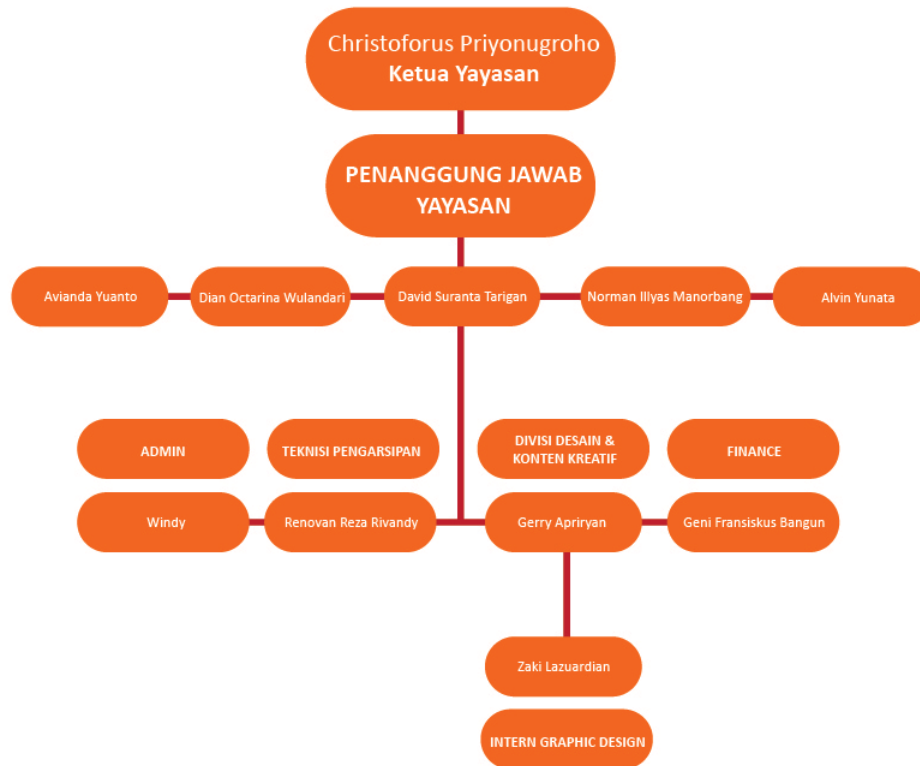 Christoforus Priyonugroho
Ketua Yayasan
PENANGGUNG JAWAB
YAYASAN
Avianda Yuanto
Dian Octarina Wulandari
David Suranta Tarigan
Norman Illyas Manorbang
Alvin Yunata
ADMIN
TEKNISI PENGARSIPAN
DIVISI DESAIN &
KONTEN KREATIF
FINANCE
Windy
Renovan Reza Rivandy
Gerry Apriryan
Geni Fransiskus Bangun
Zaki Lazuardian
INTERN GRAPHIC DESIGN